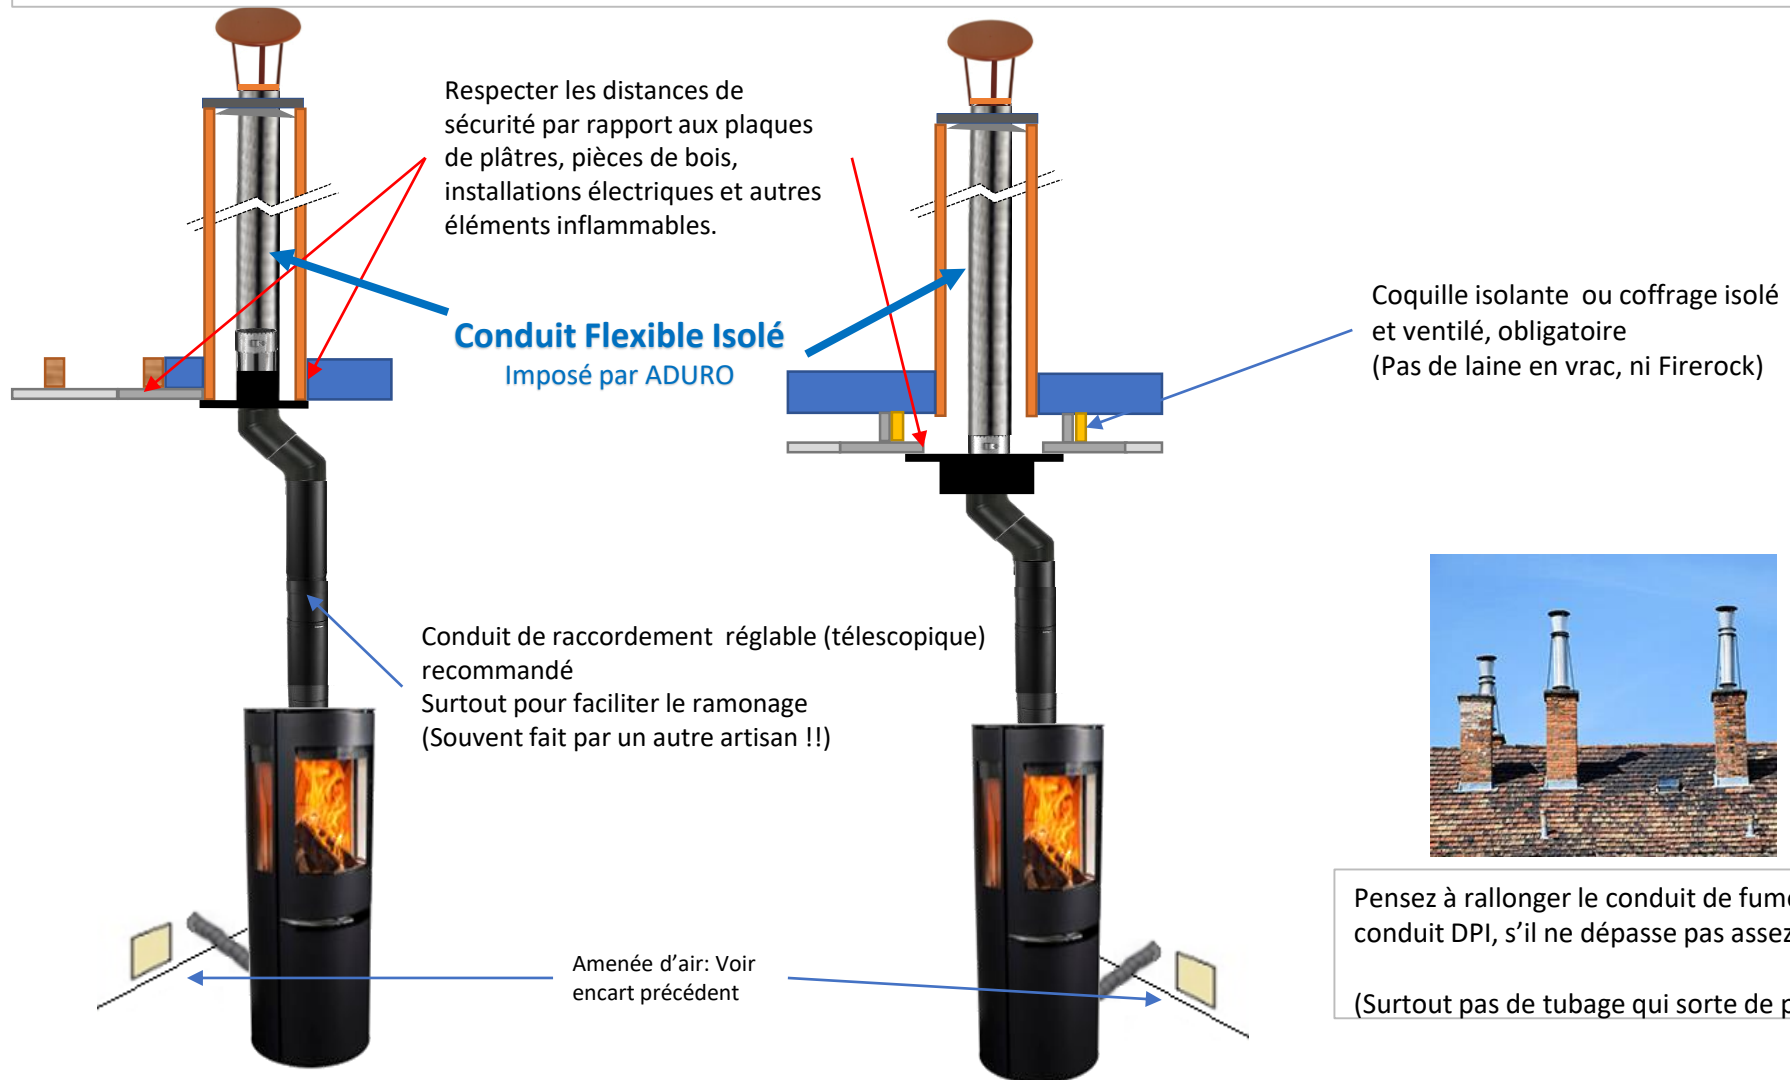 Respecter les distances de
sécurité par rapport aux plaques
de plâtres, pièces de bois,
installations électriques et autres
éléments inflammables.
Conduit Flexible Isolé
Imposé par ADURO
Coquille isolante ou coffrage isolé
et ventilé, obligatoire
(Pas de laine en vrac, ni Firerock)
Conduit de raccordement réglable (télescopique)
recommandé
Surtout pour faciliter le ramonage
(Souvent fait par un autre artisan !!)
Amenée d’air: Voir
encart précédent
Pensez à rallonger le conduit de
conduit DPI, s’il ne dépasse pas
(Surtout pas de tubage qui sorte de